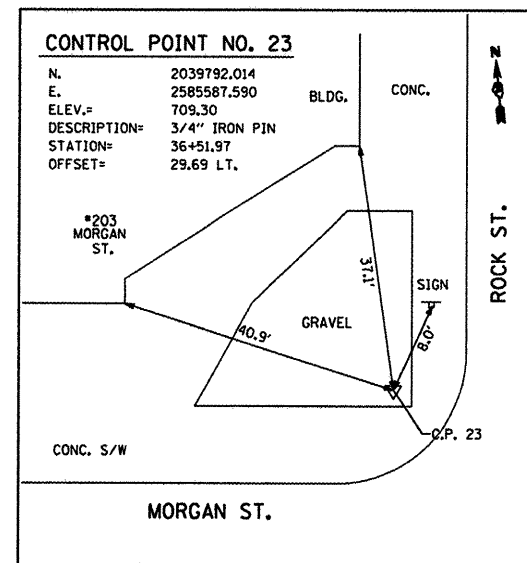 CONTROL POINT NO. 23
N. 2039792.014
E. 2585587.590
ELEV.= 709.30
DESCRIPTION= 3/4" IRON PIN
STATION= 36+51.97
OFFSET= 29.69 LT.
BLDG.
CONC.
N
#203
MORGAN
ST.
ROCK ST.
37.1'
SIGN
8.0'
GRAVEL
40.9'
C.P. 23
CONC. S/W
MORGAN ST.